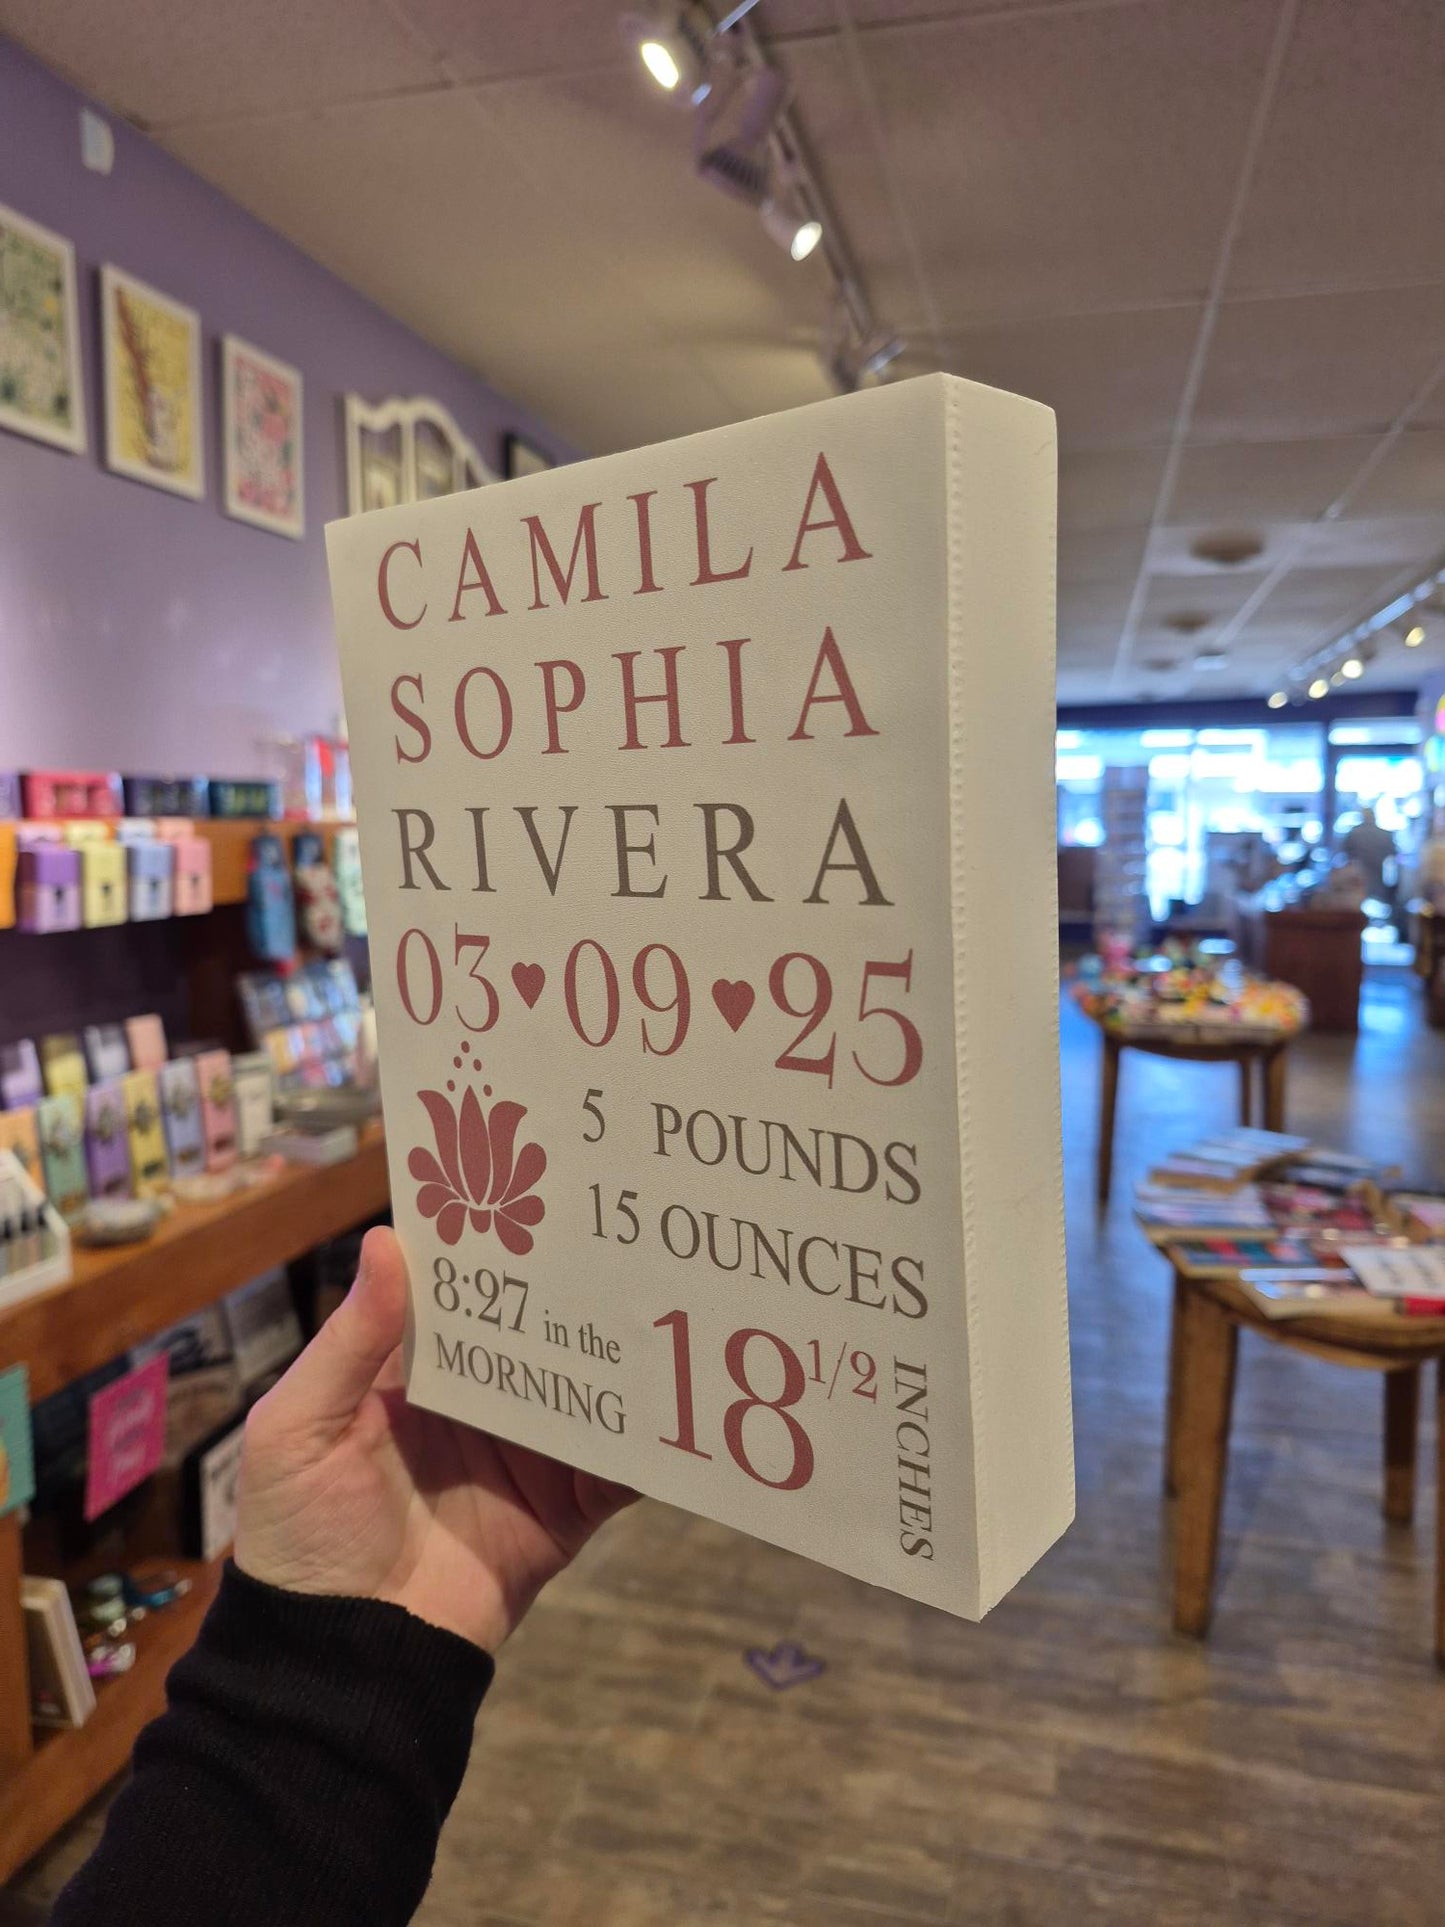 CAMILA
SOPHIA
RIVERA
03♥09♥25
5 POUNDS
15 OUNCES
8:27 in the
MORNING
18 1/2 INCHES